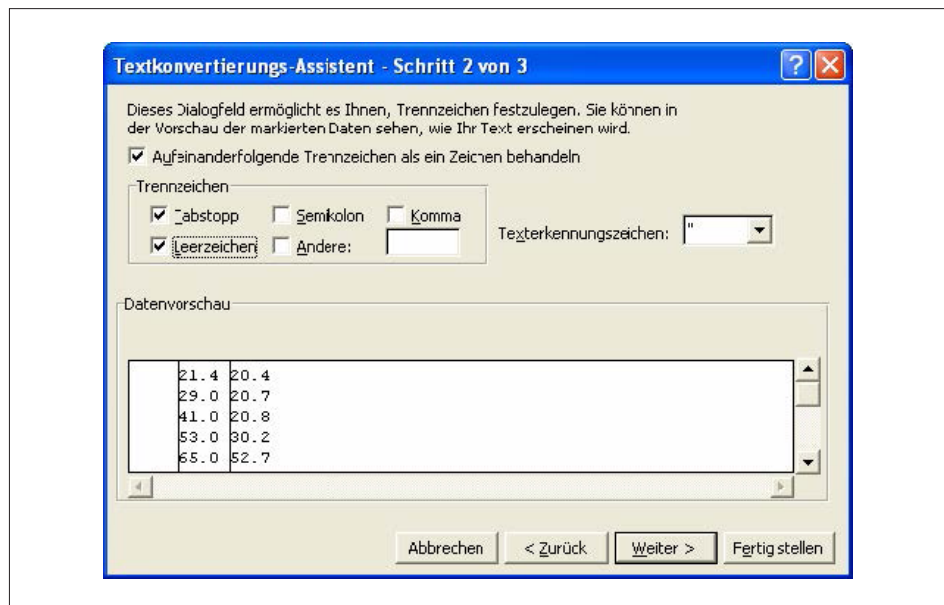 Textkonvertierungs-Assistent - Schritt 2 von 3
Dieses Dialogfeld ermöglicht es Ihnen, Trennzeichen festzulegen. Sie können in
der Vorschau der markierten Daten sehen, wie Ihr Text erscheinen wird.
Aufeinanderfolgende Trennzeichen als ein Zeichen behandeln
Trennzeichen
Tabstopp Semikolon Komma
Leerzeichen Andere:
Texterkennungszeichen: "
Datenvorschau
21.4 20.4
29.0 20.7
41.0 20.8
53.0 30.2
65.0 52.7
Abbrechen < Zurück Weiter > Fertig stellen